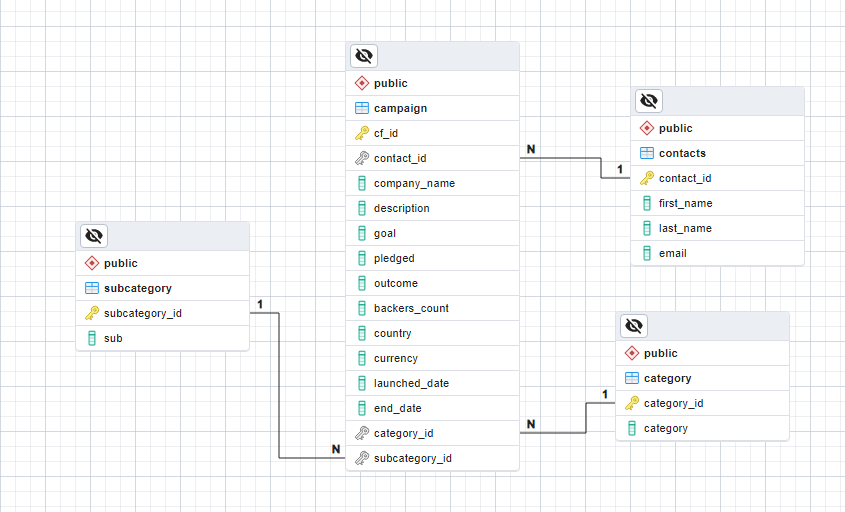 public
campaign
cf_id
contact_id
company_name
description
goal
pledged
outcome
backers_count
country
currency
launched_date
end_date
category_id
subcategory_id
public
contacts
contact_id
first_name
last_name
email
public
subcategory
subcategory_id
sub
public
category
category_id
category
N
1
1
N
1
N